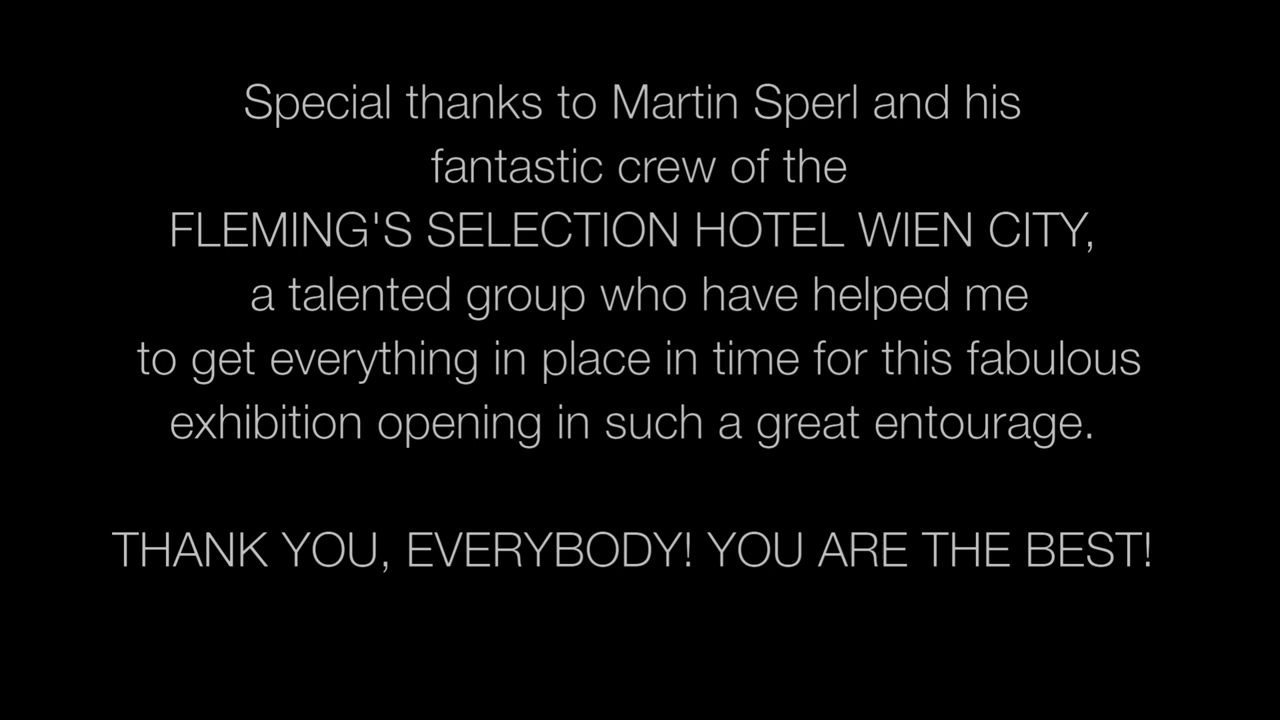 Special thanks to Martin Sperl and his
fantastic crew of the
FLEMING'S SELECTION HOTEL WIEN CITY,
a talented group who have helped me
to get everything in place in time for this fabulous
exhibition opening in such a great entourage.
THANK YOU, EVERYBODY! YOU ARE THE BEST!